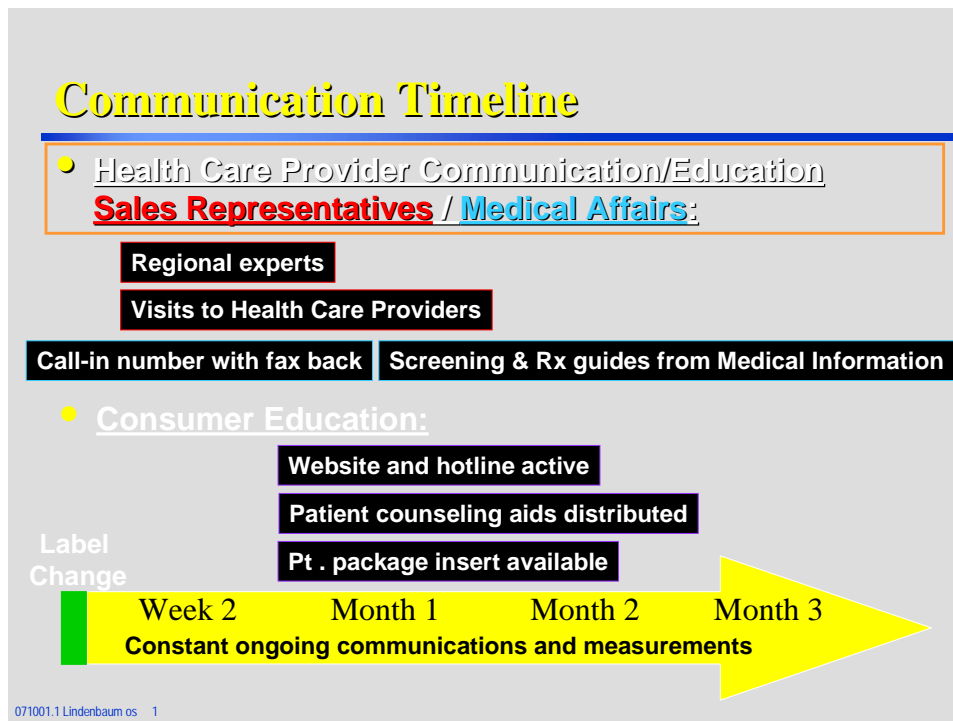 Communication Timeline
• Health Care Provider Communication/Education
Sales Representatives / Medical Affairs:
Regional experts
Visits to Health Care Providers
Call-in number with fax back
Screening & Rx guides from Medical Information
• Consumer Education:
Website and hotline active
Patient counseling aids distributed
Pt . package insert available
Label
Change
Week 2 Month 1 Month 2 Month 3
Constant ongoing communications and measurements
071001.1 Lindenbaum os 1